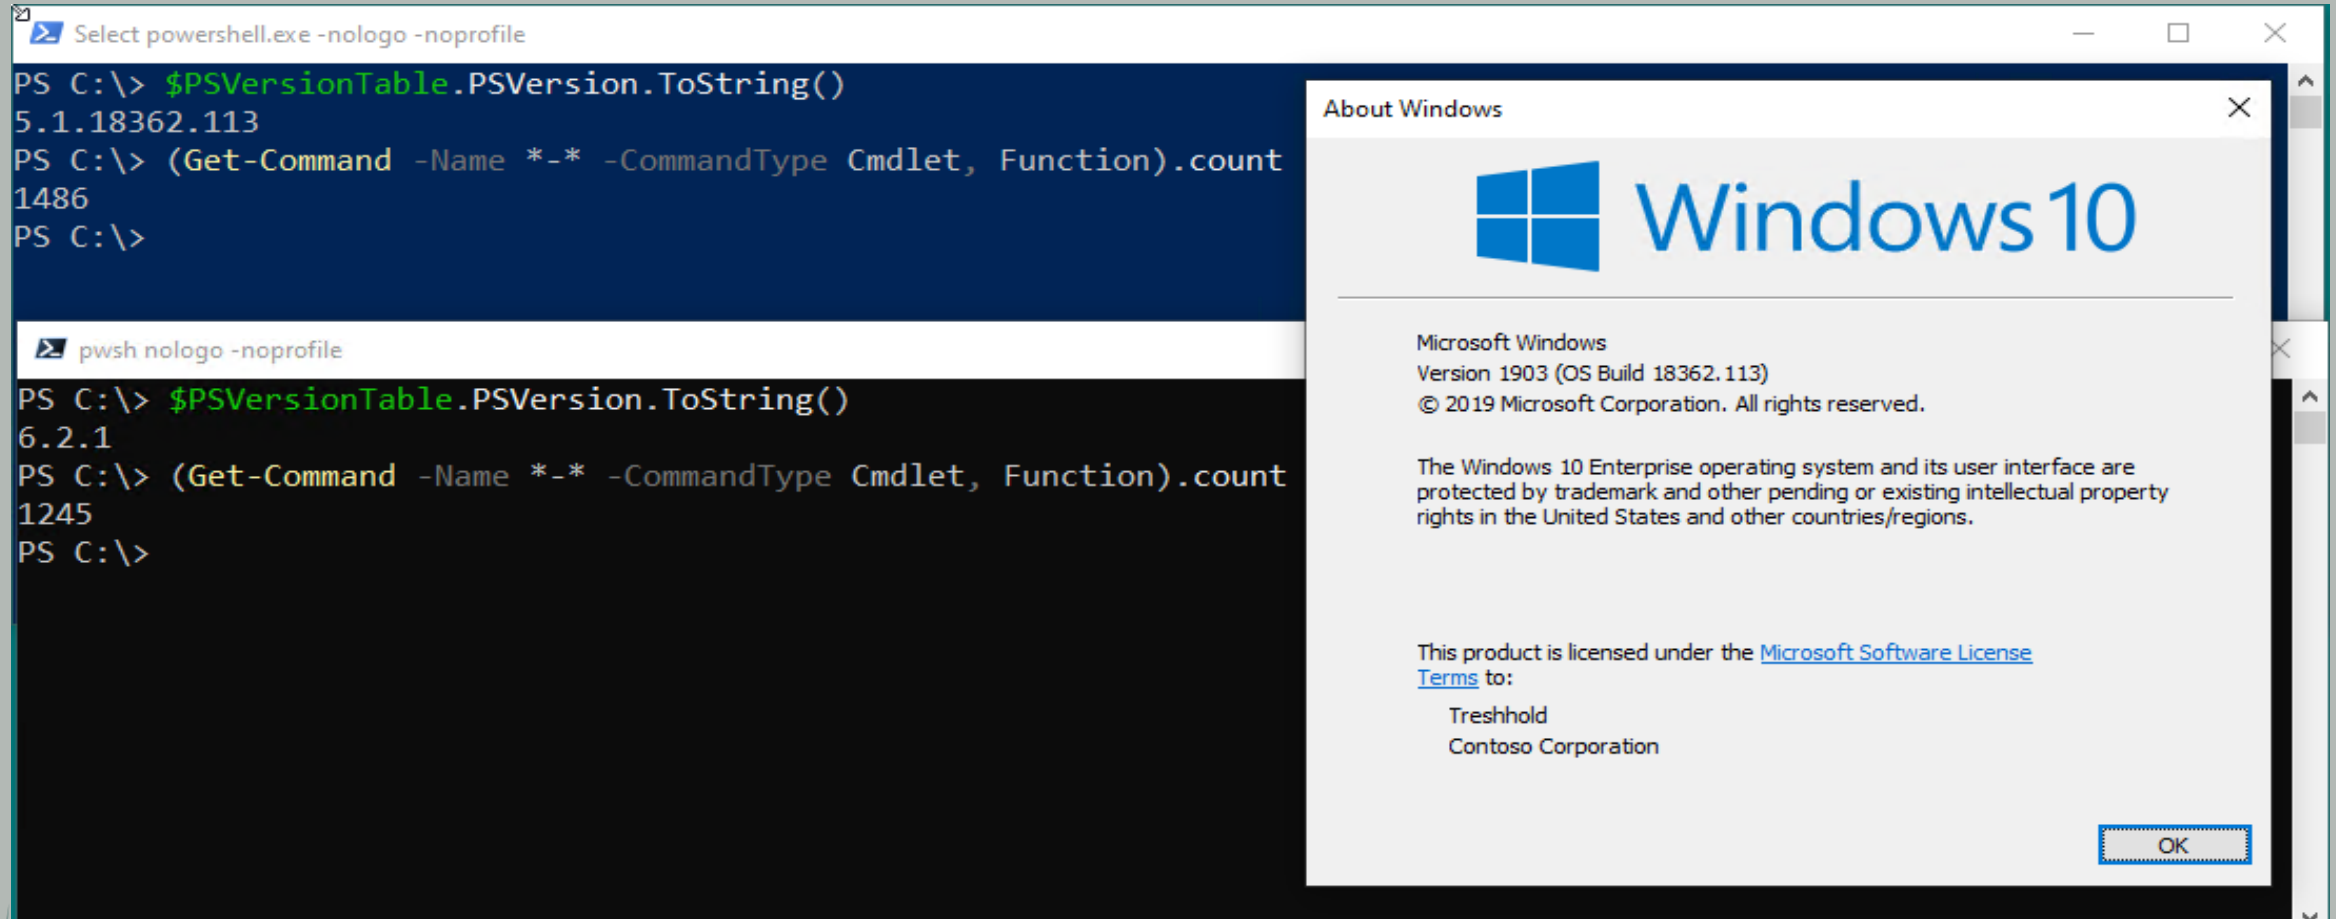 Select powershell.exe -nologo -noprofile
PS C:\> $PSVersionTable.PSVersion.ToString()
5.1.18362.113
PS C:\> (Get-Command -Name *-* -CommandType Cmdlet, Function).count
1486
PS C:\>
pwsh nologo -noprofile
PS C:\> $PSVersionTable.PSVersion.ToString()
6.2.1
PS C:\> (Get-Command -Name *-* -CommandType Cmdlet, Function).count
1245
PS C:\>
About Windows
Windows 10
Microsoft Windows
Version 1903 (OS Build 18362.113)
© 2019 Microsoft Corporation. All rights reserved.
The Windows 10 Enterprise operating system and its user interface are
protected by trademark and other pending or existing intellectual property
rights in the United States and other countries/regions.
This product is licensed under the Microsoft Software License
Terms to:
Treshhold
Contoso Corporation
OK